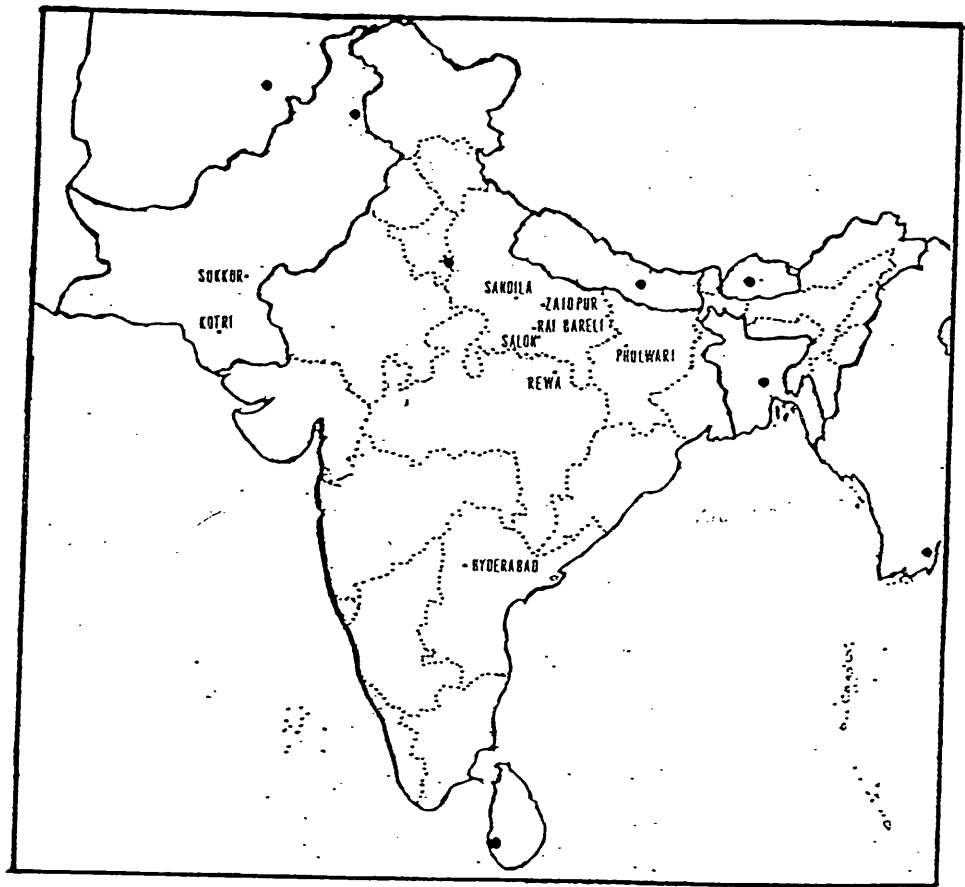 SUKKUR
SANDILA
ZAIDPUR
KOTRI
RAI BARELI
SALON
PHULWARI
REWA
HYDERABAD